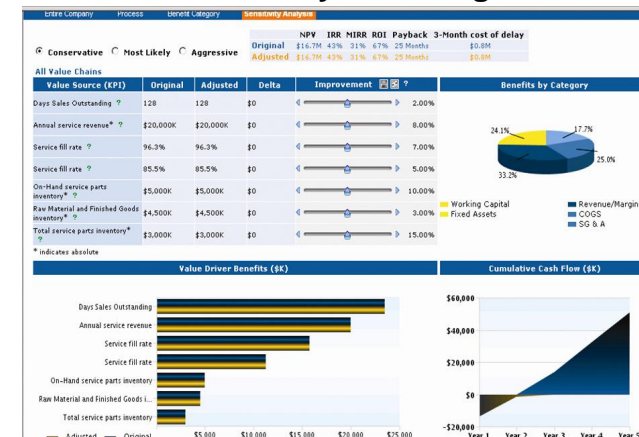 Entire Company Process Benefit Category Sensitivity Analysis
NPV IRR MIRR ROI Payback 3-Month cost of delay
Conservative Most Likely Aggressive
Original $16.7M 43% 31% 67% 25 Months $0.8M
Adjusted $16.7M 43% 31% 67% 25 Months $0.8M
All Value Chains
Value Source (KPI) Original Adjusted Delta Improvement ?
Days Sales Outstanding ? 128 128 $0 2.00%
Annual service revenue* ? $20,000K $20,000K $0 8.00%
Service fill rate ? 96.3% 96.3% $0 7.00%
Service fill rate ? 85.5% 85.5% $0 5.00%
On-Hand service parts
inventory* ? $5,000K $5,000K $0 10.00%
Raw Material and Finished Goods
inventory* ? $4,500K $4,500K $0 3.00%
Total service parts inventory*
? $3,000K $3,000K $0 15.00%
* indicates absolute
Benefits by Category
24.1%
17.7%
25.0%
33.2%
Working Capital
Fixed Assets
Revenue/Margin
COGS
SG & A
Value Driver Benefits ($K)
Days Sales Outstanding
Annual service revenue
Service fill rate
Service fill rate
On-Hand service parts inventory
Raw Material and Finished Goods i...
Total service parts inventory
Adjusted Original
$5,000 $10,000 $15,000 $20,000 $25,000
Cumulative Cash Flow ($K)
$60,000
$40,000
$20,000
$0
-$20,000
Year 1 Year 2 Year 3 Year 4 Year 5